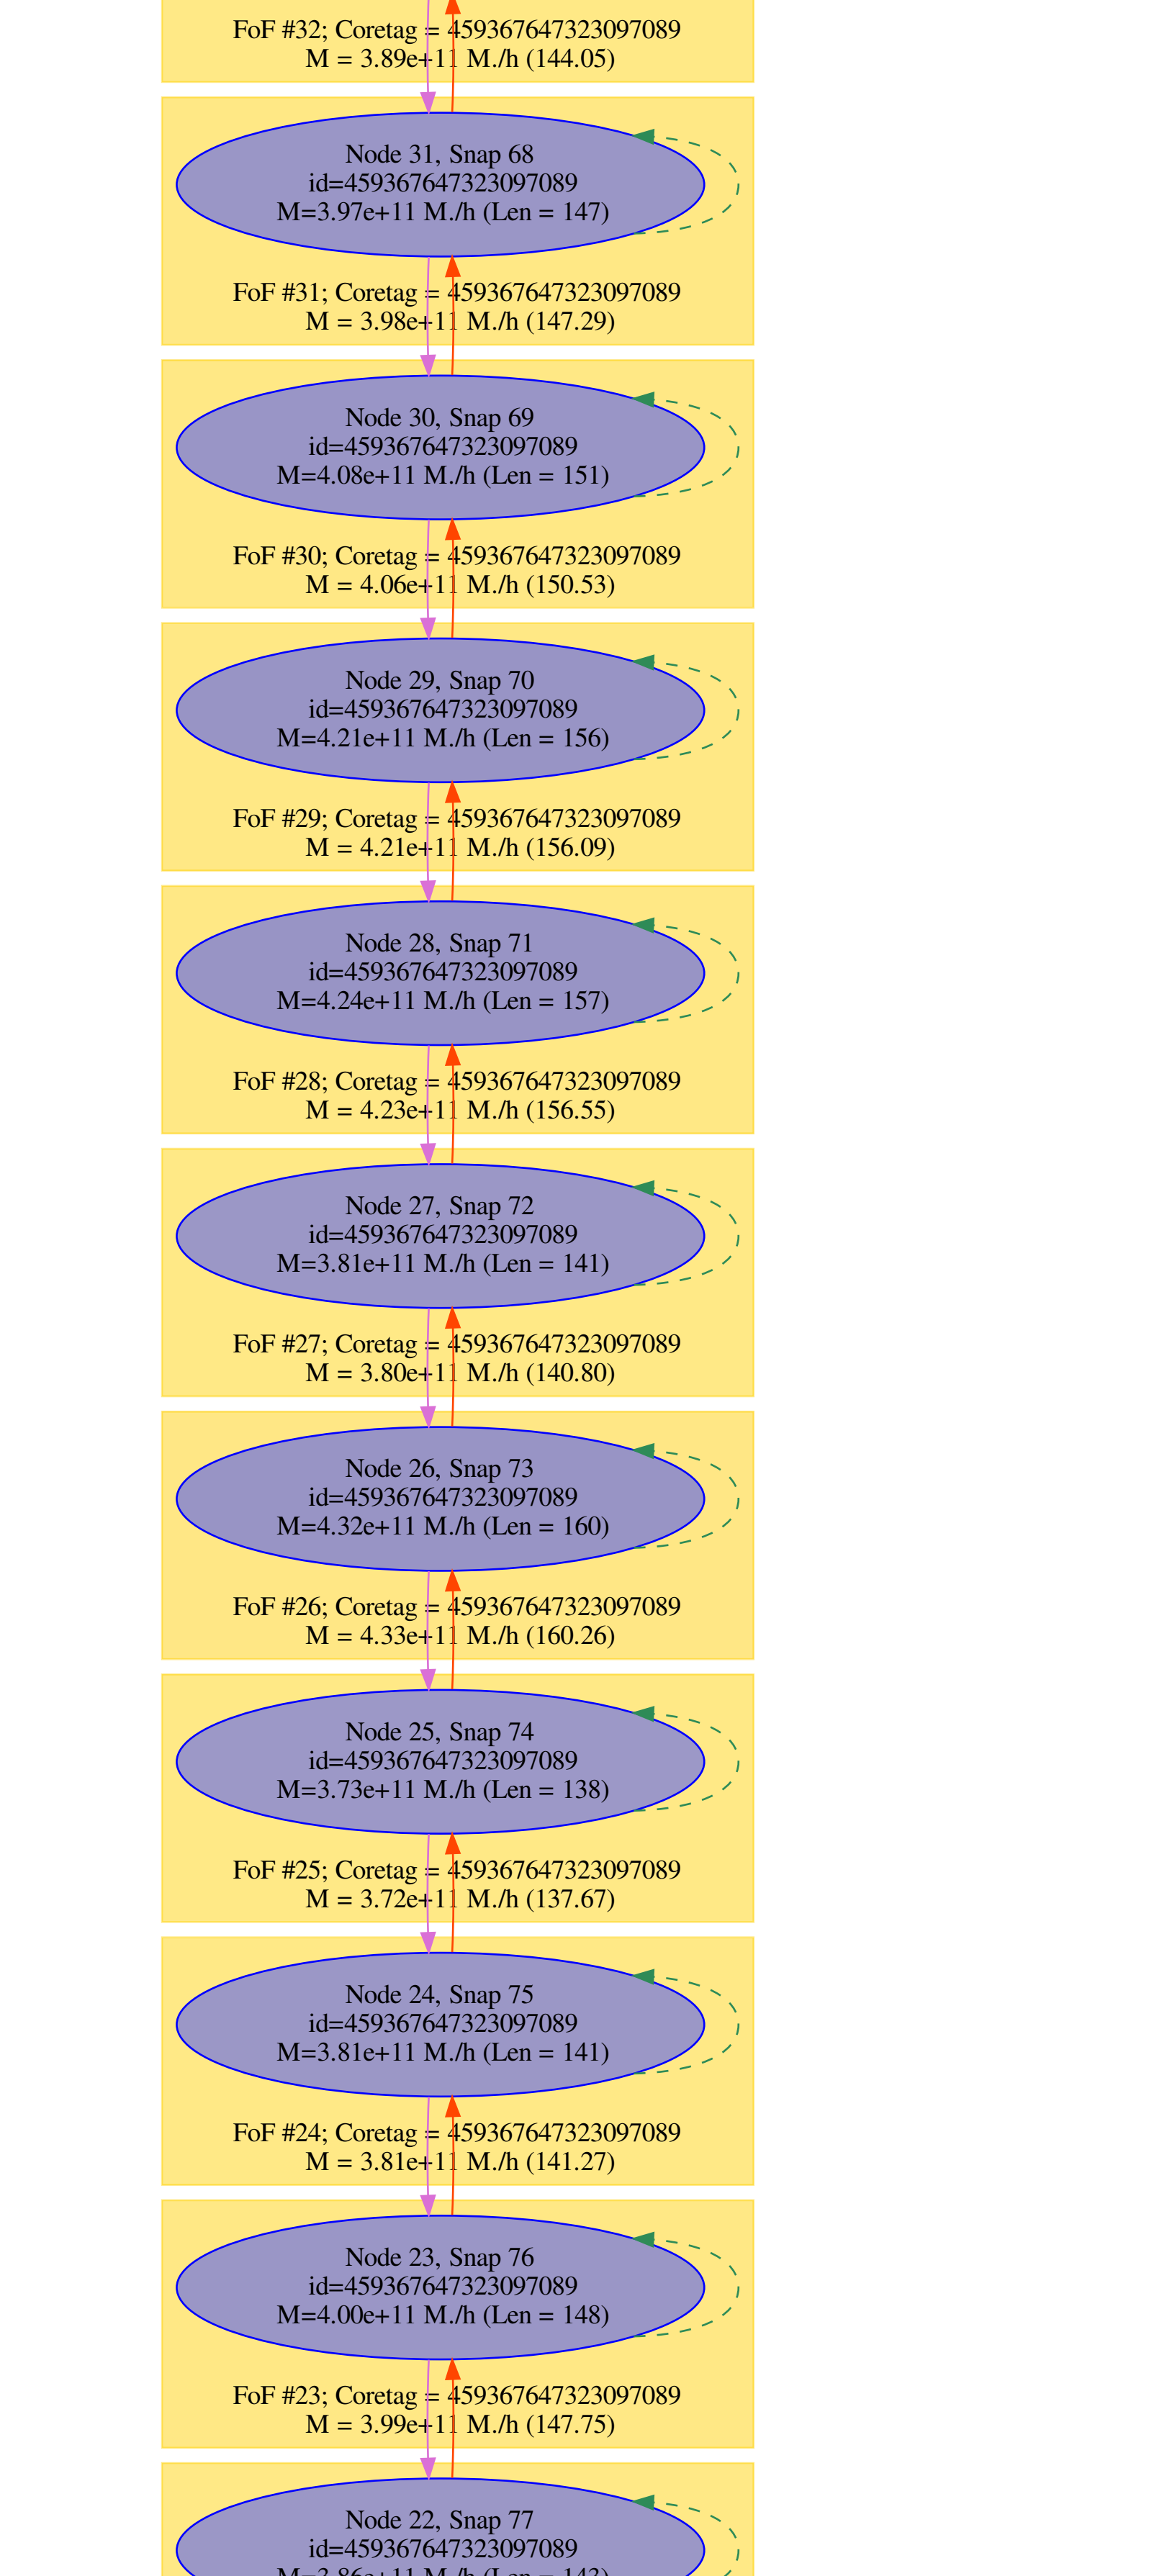 FoF #32; Coretag = 459367647323097089
M = 3.89e+11 M./h (144.05)
Node 31, Snap 68
id=459367647323097089
M=3.97e+11 M./h (Len = 147)
FoF #31; Coretag = 459367647323097089
M = 3.98e+11 M./h (147.29)
Node 30, Snap 69
id=459367647323097089
M=4.08e+11 M./h (Len = 151)
FoF #30; Coretag = 459367647323097089
M = 4.06e+11 M./h (150.53)
Node 29, Snap 70
id=459367647323097089
M=4.21e+11 M./h (Len = 156)
FoF #29; Coretag = 459367647323097089
M = 4.21e+11 M./h (156.09)
Node 28, Snap 71
id=459367647323097089
M=4.24e+11 M./h (Len = 157)
FoF #28; Coretag = 459367647323097089
M = 4.23e+11 M./h (156.55)
Node 27, Snap 72
id=459367647323097089
M=3.81e+11 M./h (Len = 141)
FoF #27; Coretag = 459367647323097089
M = 3.80e+11 M./h (140.80)
Node 26, Snap 73
id=459367647323097089
M=4.32e+11 M./h (Len = 160)
FoF #26; Coretag = 459367647323097089
M = 4.33e+11 M./h (160.26)
Node 25, Snap 74
id=459367647323097089
M=3.73e+11 M./h (Len = 138)
FoF #25; Coretag = 459367647323097089
M = 3.72e+11 M./h (137.67)
Node 24, Snap 75
id=459367647323097089
M=3.81e+11 M./h (Len = 141)
FoF #24; Coretag = 459367647323097089
M = 3.81e+11 M./h (141.27)
Node 23, Snap 76
id=459367647323097089
M=4.00e+11 M./h (Len = 148)
FoF #23; Coretag = 459367647323097089
M = 3.99e+11 M./h (147.75)
Node 22, Snap 77
id=459367647323097089
M=3.86e+11 M./h (Len = 143)